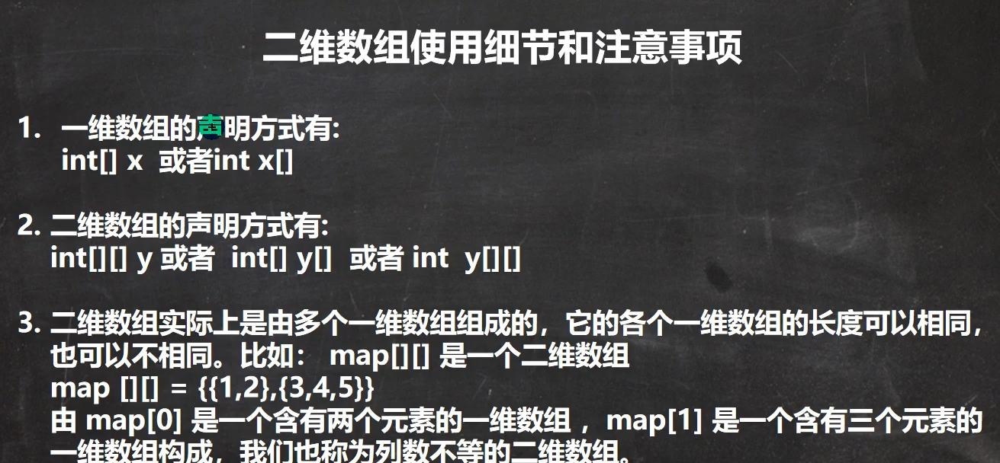 二维数组使用细节和注意事项
1. 一维数组的声明方式有:
int[] x 或者int x[]
2. 二维数组的声明方式有:
int[][] y 或者 int[] y[] 或者 int y[][]
3. 二维数组实际上是由多个一维数组组成的，它的各个一维数组的长度可以相同，
也可以不相同。比如： map[][] 是一个二维数组
map [][] = {{1,2},{3,4,5}}
由 map[0] 是一个含有两个元素的一维数组 ，map[1] 是一个含有三个元素的
一维数组构成，我们也称为列数不等的二维数组。